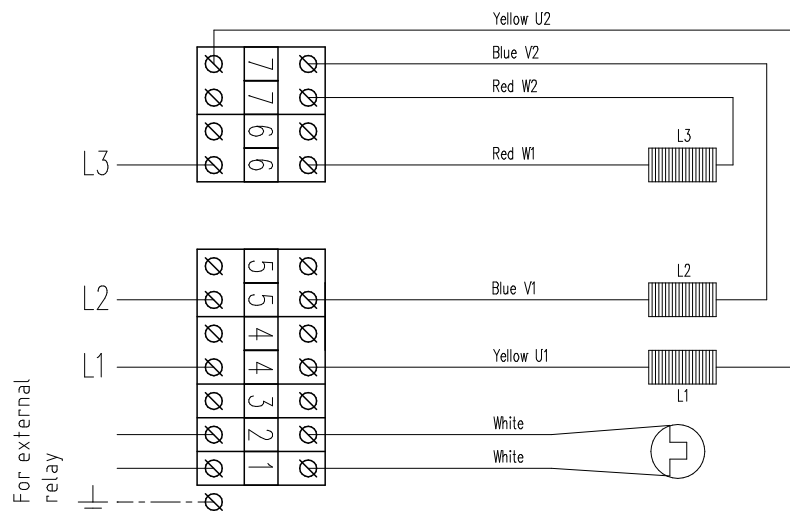 Yellow U2
Blue V2
7
Red W2
7
6
L3
L3
6
Red W1
5
L2
L2
5
Blue V1
4
L1
4
Yellow U1
L1
3
2
White
1
White
For external
relay